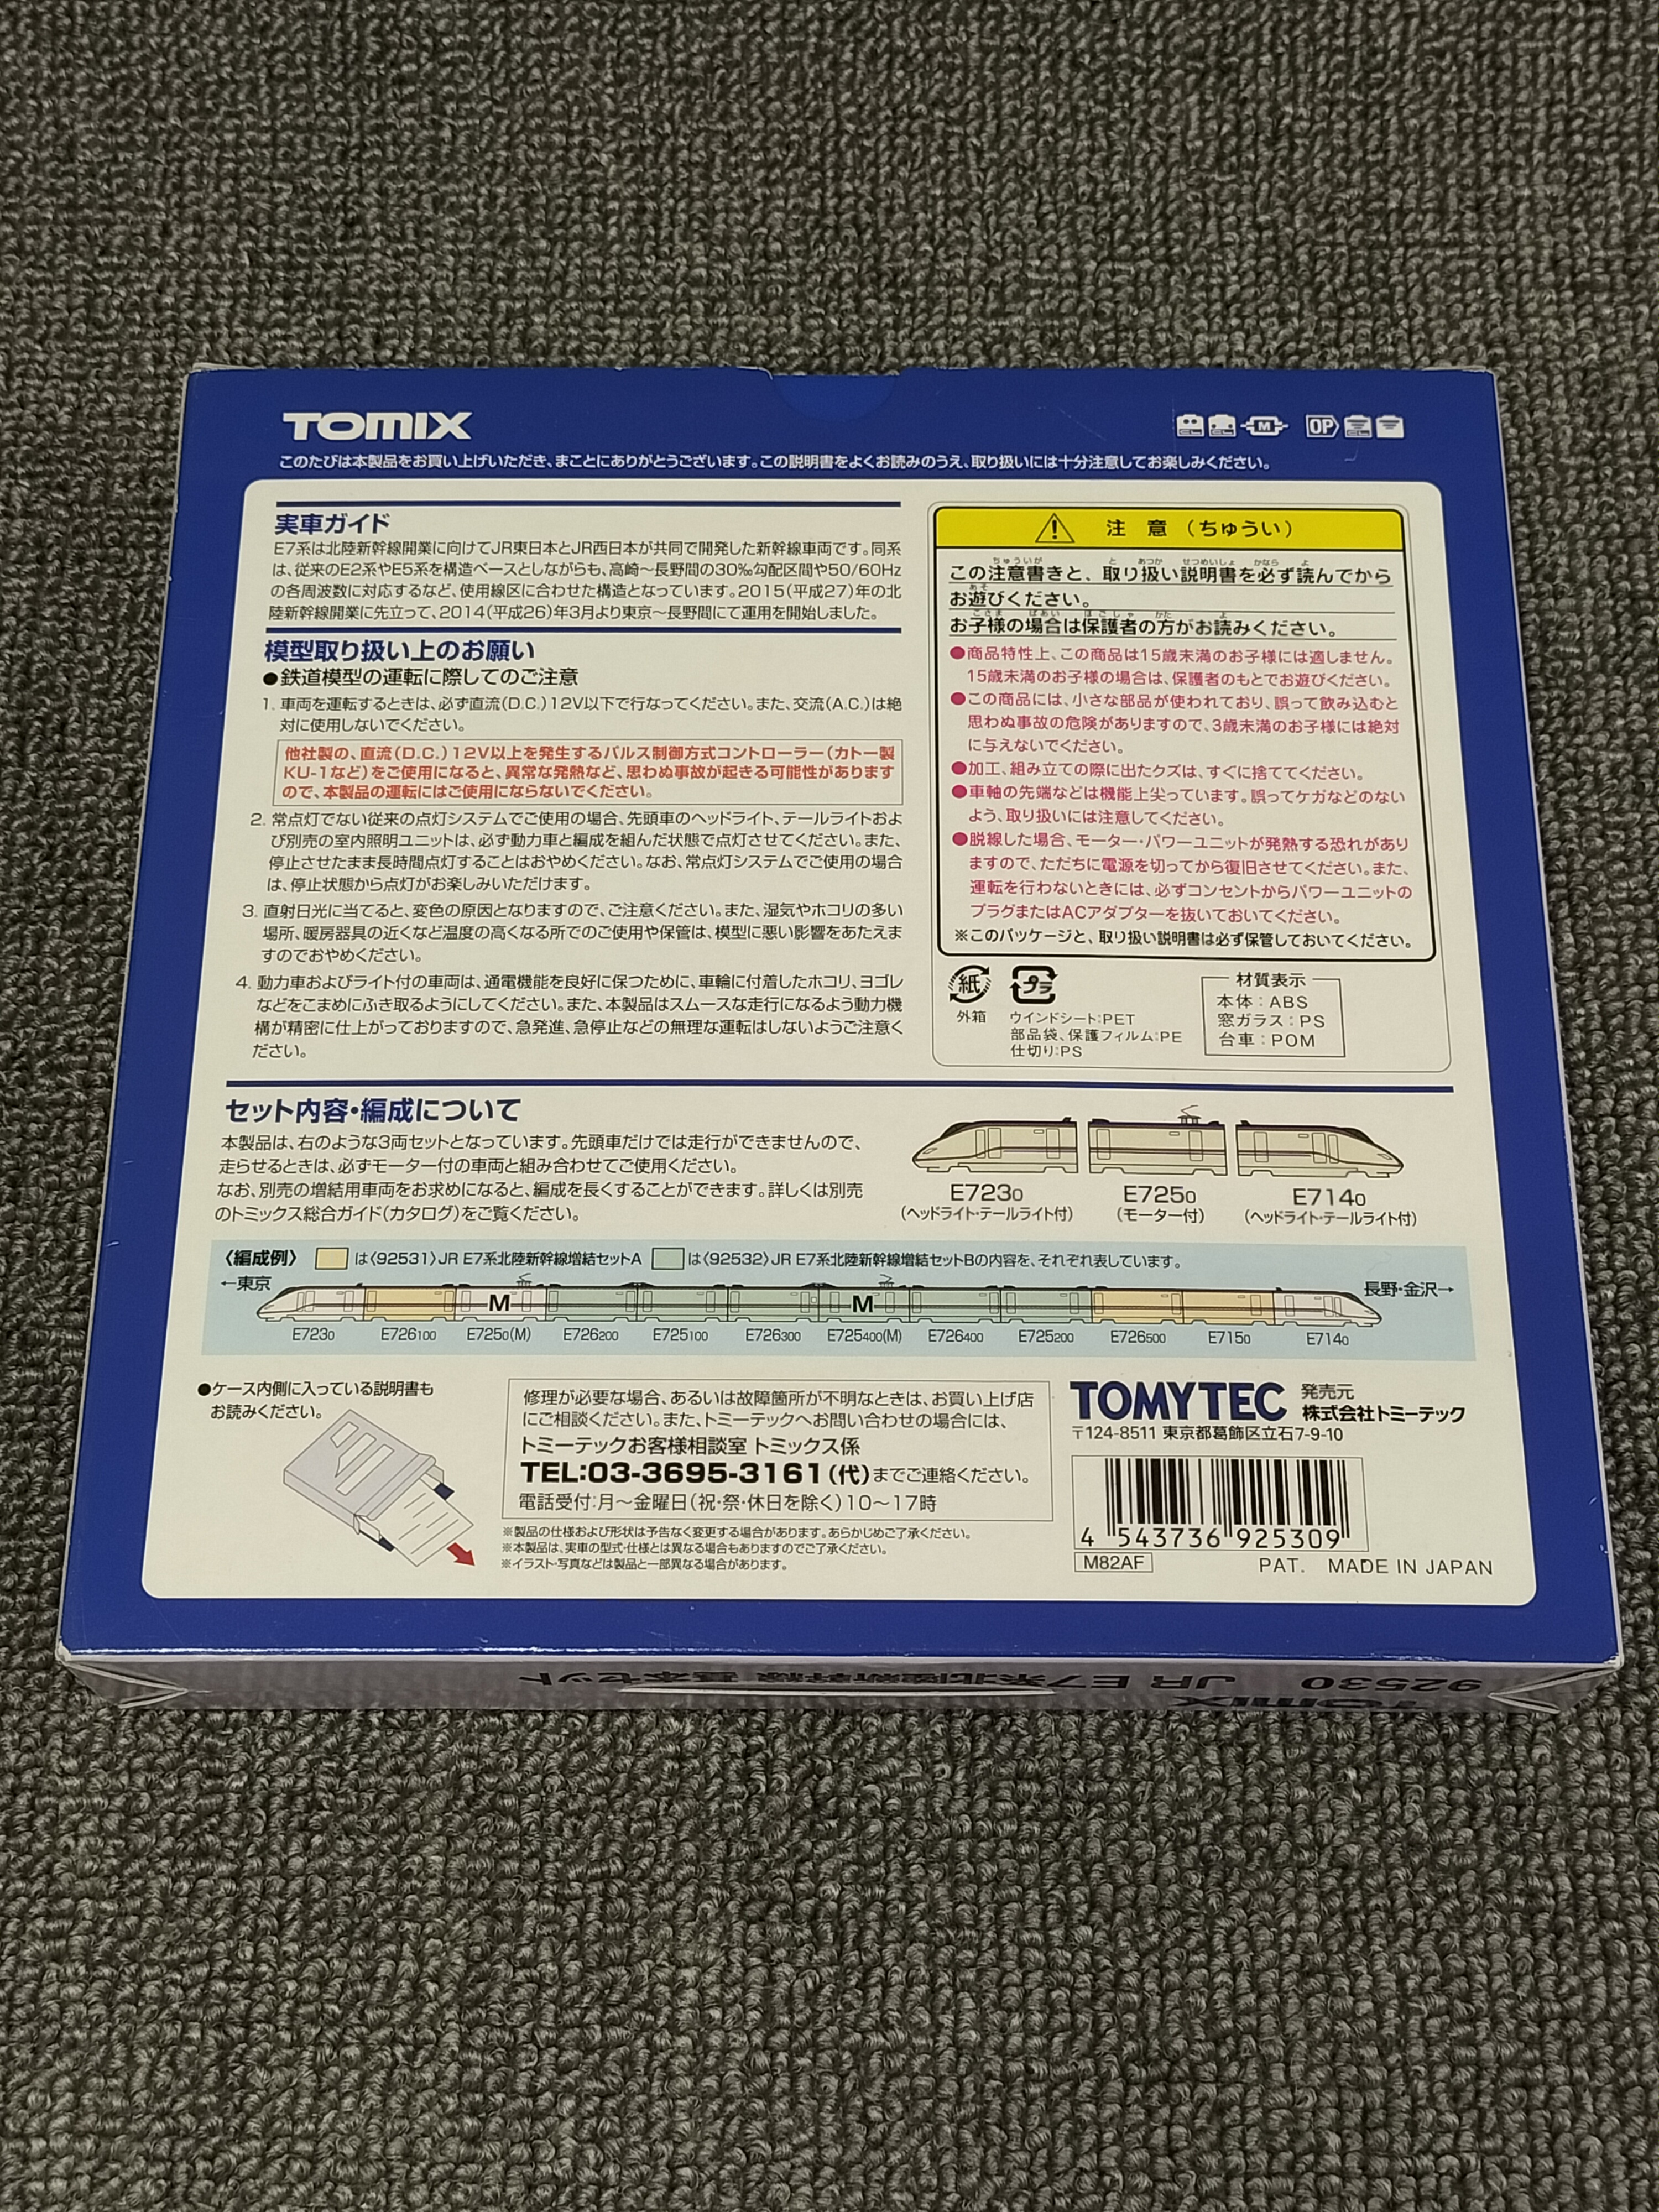 TOMIX
M OP
このたびは本製品をお買い上げいただき、まことにありがとうございます。この説明書をよくお読みのうえ、取り扱いには十分注意してお楽しみください。
実車ガイド
E7系は北陸新幹線開業に向けてJR東日本とJR西日本が共同で開発した新幹線車両です。同系
は、従来のE2系やE5系を構造ベースとしながらも、高崎～長野間の30‰勾配区間や50/60Hz
の各周波数に対応するなど、使用線区に合わせた構造となっています。2015(平成27)年の北
陸新幹線開業に先立って、2014(平成26)年3月より東京～長野間にて運用を開始しました。
模型取り扱い上のお願い
●鉄道模型の運転に際してのご注意
1. 車両を運転するときは、必ず直流(D.C.)12V以下で行なってください。また、交流(A.C.)は絶
対に使用しないでください。
他社製の、直流(D.C.)12V以上を発生するパルス制御方式コントローラー(カトー製
KU-1など)をご使用になると、異常な発熱など、思わぬ事故が起きる可能性があります
ので、本製品の運転にはご使用にならないでください。
2. 常点灯でない従来の点灯システムでご使用の場合、先頭車のヘッドライト、テールライトおよ
び別売の室内照明ユニットは、必ず動力車と編成を組んだ状態で点灯させてください。また、
停止させたまま長時間点灯することはおやめください。なお、常点灯システムでご使用の場合
は、停止状態から点灯がお楽しみいただけます。
3. 直射日光に当てると、変色の原因となりますので、ご注意ください。また、湿気やホコリの多い
場所、暖房器具の近くなど温度の高くなる所でのご使用や保管は、模型に悪い影響をあたえま
すのでおやめください。
4. 動力車およびライト付の車両は、通電機能を良好に保つために、車輪に付着したホコリ、ヨゴレ
などをこまめにふき取るようにしてください。また、本製品はスムースな走行になるよう動力機
構が精密に仕上がっておりますので、急発進、急停止などの無理な運転はしないようご注意く
ださい。
注 意 (ちゅうい)
ちゅういが と あつか せつめいしょ かなら よ
この注意書きと、取り扱い説明書を必ず読んでから
あそ
お遊びください。
こさま ばあい ほごしゃ かた よ
お子様の場合は保護者の方がお読みください。
●商品特性上、この商品は15歳未満のお子様には適しません。
15歳未満のお子様の場合は、保護者のもとでお遊びください。
●この商品には、小さな部品が使われており、誤って飲み込むと
思わぬ事故の危険がありますので、3歳未満のお子様には絶対
に与えないでください。
●加工、組み立ての際に出たクズは、すぐに捨ててください。
●車軸の先端などは機能上尖っています。誤ってケガなどのない
よう、取り扱いには注意してください。
●脱線した場合、モーター・パワーユニットが発熱する恐れがあり
ますので、ただちに電源を切ってから復旧させてください。また、
運転を行わないときには、必ずコンセントからパワーユニットの
プラグまたはACアダプターを抜いておいてください。
※このパッケージと、取り扱い説明書は必ず保管しておいてください。
紙
外箱
プラ
ウインドシート:PET
部品袋、保護フィルム:PE
仕切り:PS
材質表示
本体：ABS
窓ガラス：PS
台車：POM
セット内容・編成について
本製品は、右のような3両セットとなっています。先頭車だけでは走行ができませんので、
走らせるときは、必ずモーター付の車両と組み合わせてご使用ください。
なお、別売の増結用車両をお求めになると、編成を長くすることができます。詳しくは別売
のトミックス総合ガイド(カタログ)をご覧ください。
E7230 E7250 E7140
(ヘッドライト・テールライト付) (モーター付) (ヘッドライト・テールライト付)
〈編成例〉 は〈92531〉JR E7系北陸新幹線増結セットA は〈92532〉JR E7系北陸新幹線増結セットBの内容を、それぞれ表しています。
←東京 長野・金沢→
M M
E7230 E726100 E7250(M) E726200 E725100 E726300 E725400(M) E726400 E725200 E726500 E7150 E7140
●ケース内側に入っている説明書も
お読みください。
修理が必要な場合、あるいは故障箇所が不明なときは、お買い上げ店
にご相談ください。また、トミーテックへお問い合わせの場合には、
トミーテックお客様相談室 トミックス係
TEL:03-3695-3161(代)までご連絡ください。
電話受付:月～金曜日(祝・祭・休日を除く)10～17時
※製品の仕様および形状は予告なく変更する場合があります。あらかじめご了承ください。
※本製品は、実車の型式・仕様とは異なる場合もありますのでご了承ください。
※イラスト・写真などは製品と一部異なる場合があります。
TOMYTEC 発売元
株式会社トミーテック
〒124-8511 東京都葛飾区立石7-9-10
4 543736 925309
M82AF
PAT. MADE IN JAPAN
92530 JR E7系北陸新幹線 基本セット
TOMIX